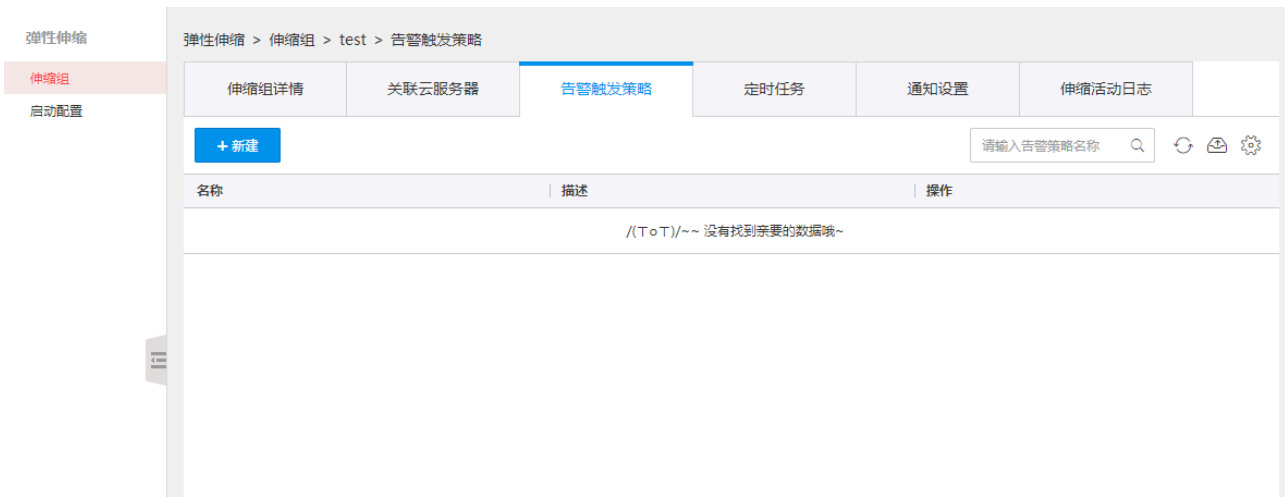 弹性伸缩
伸缩组
启动配置
弹性伸缩 > 伸缩组 > test > 告警触发策略
伸缩组详情 关联云服务器 告警触发策略 定时任务 通知设置 伸缩活动日志
+ 新建 请输入告警策略名称
名称 描述 操作
/(ㄒoㄒ)/~~ 没有找到亲要的数据哦~